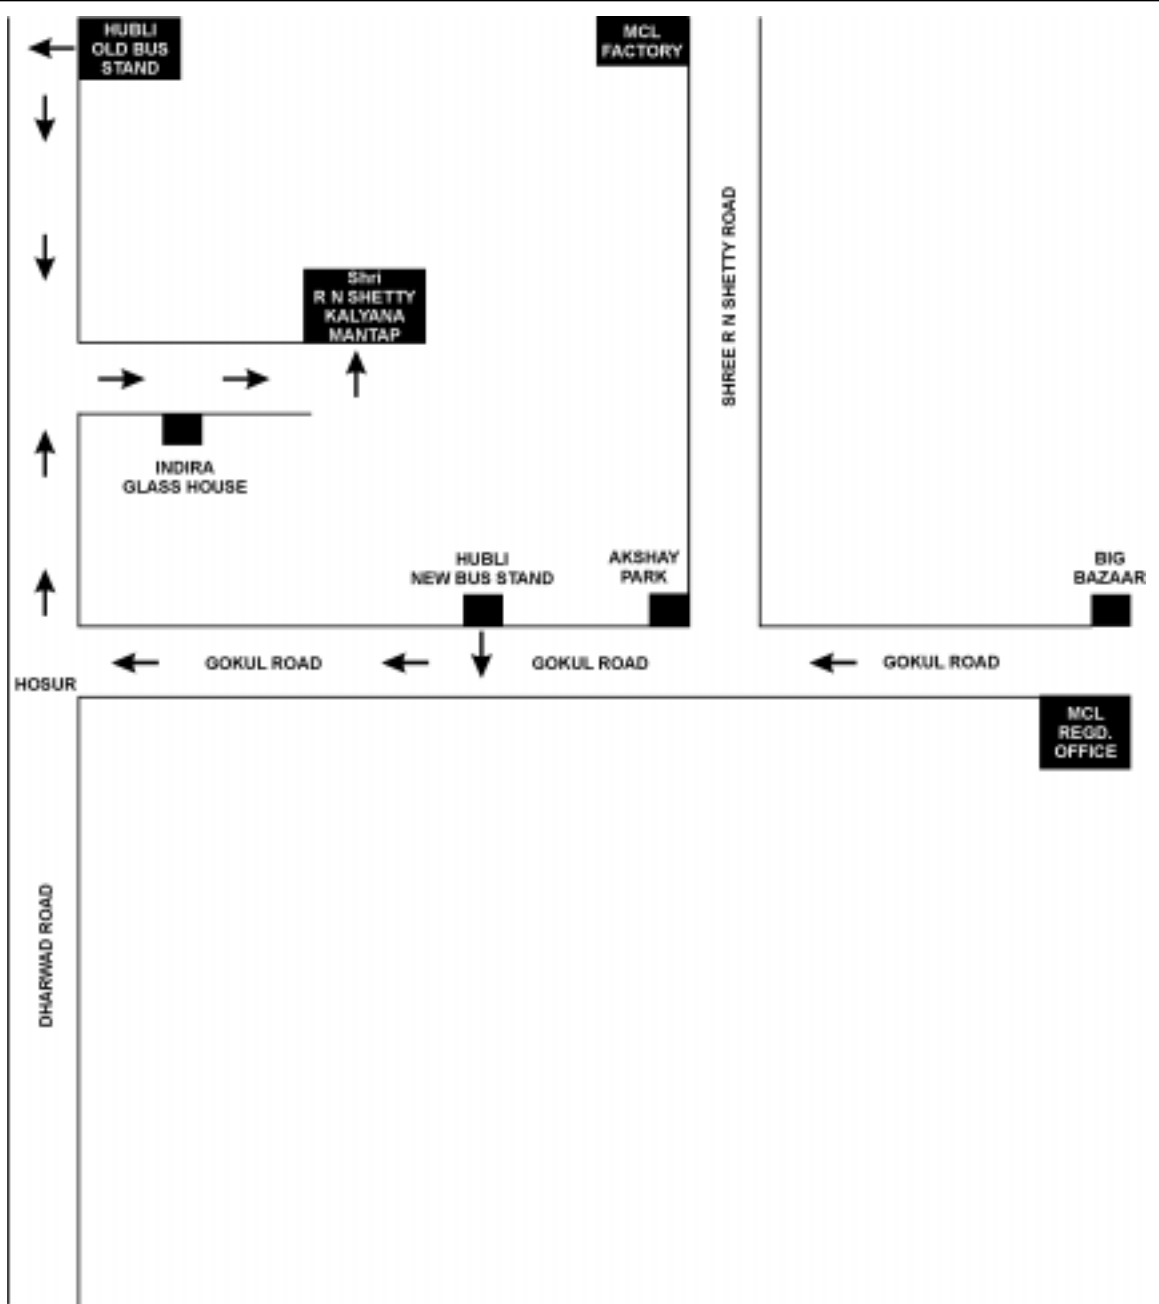 HUBLI
OLD BUS
STAND
MCL
FACTORY
SHREE R N SHETTY ROAD
Shri
R N SHETTY
KALYANA
MANTAP
INDIRA
GLASS HOUSE
HUBLI
NEW BUS STAND
AKSHAY
PARK
BIG
BAZAAR
GOKUL ROAD
GOKUL ROAD
GOKUL ROAD
HOSUR
MCL
REGD.
OFFICE
DHARWAD ROAD